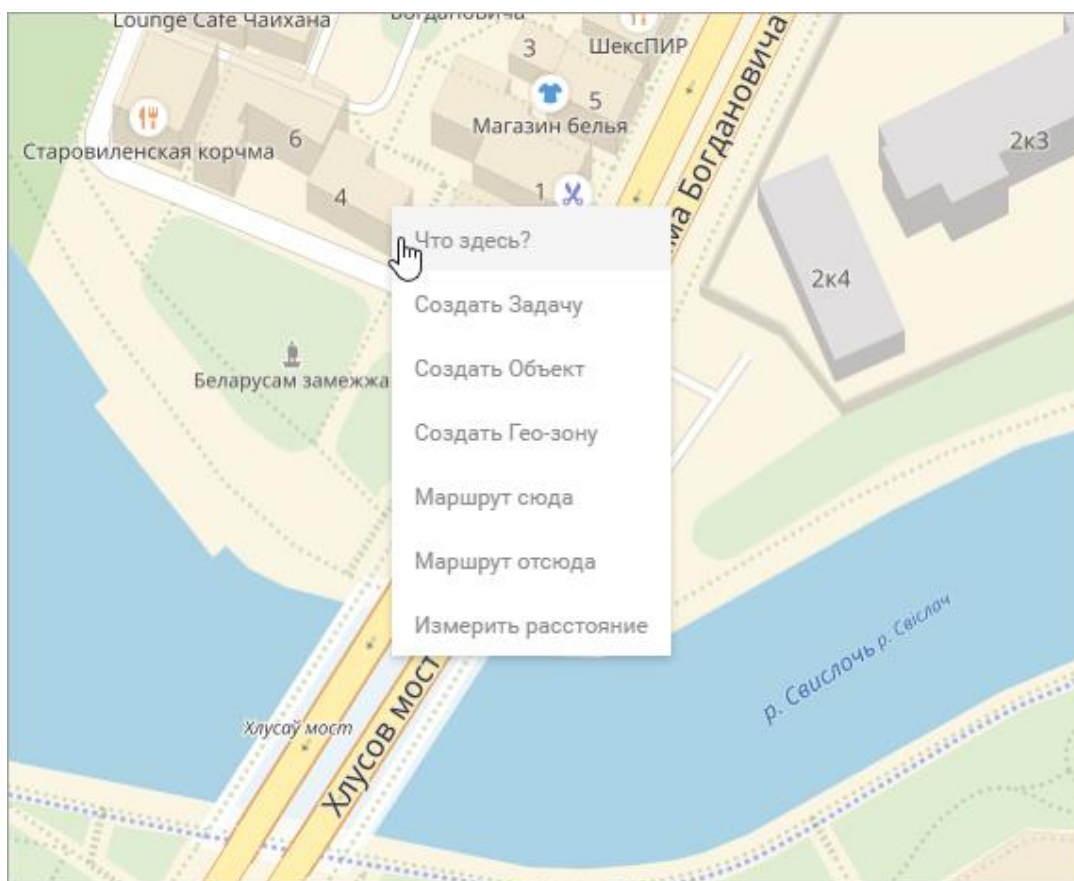 Lounge Cafe Чайхана
Богдановича
3
ШексПИР
5
Магазин белья
6
Старовиленская корчма
4
1
2к3
ма Богдановича
2к4
Что здесь?
Создать Задачу
Создать Объект
Беларусам замежжа
Создать Гео-зону
Маршрут сюда
Маршрут отсюда
Измерить расстояние
р. Свислочь р. Свіслач
Хлусаў мост
Хлусов мост